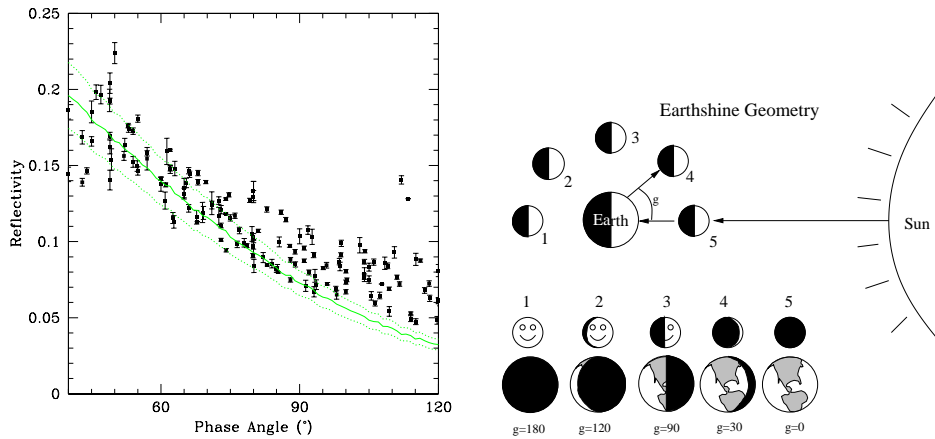 0.25
0.2
0.15
0.1
0.05
0
Reflectivity
60
90
120
Phase Angle (°)
Earthshine Geometry
3
2
4
g
Earth
1
5
Sun
1
2
3
4
5
g=180
g=120
g=90
g=30
g=0